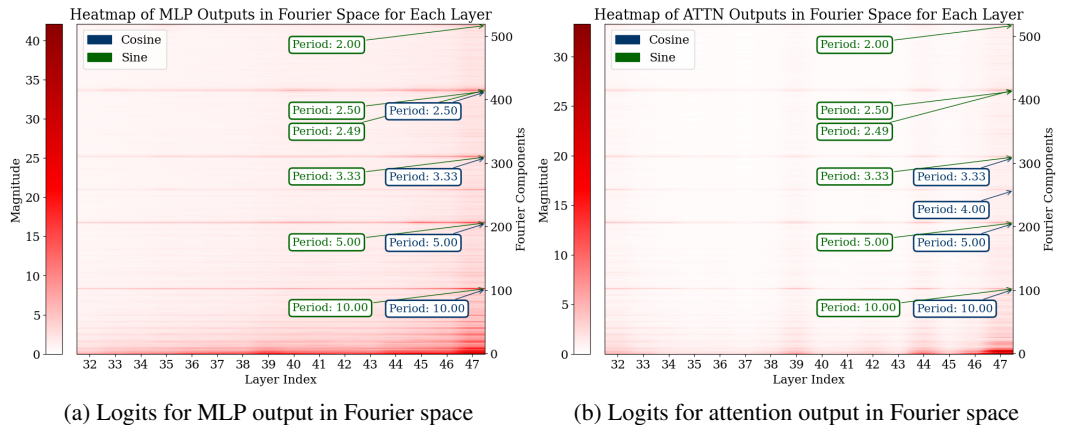 Heatmap of MLP Outputs in Fourier Space for Each Layer
Cosine
Sine
Period: 2.00
Period: 2.50
Period: 2.50
Period: 2.49
Period: 3.33
Period: 3.33
Period: 5.00
Period: 5.00
Period: 10.00
Period: 10.00
40
35
30
25
20
15
10
5
0
Magnitude
500
400
300
200
100
0
Fourier Components
32 33 34 35 36 37 38 39 40 41 42 43 44 45 46 47
Layer Index
(a) Logits for MLP output in Fourier space
Heatmap of ATTN Outputs in Fourier Space for Each Layer
Cosine
Sine
Period: 2.00
Period: 2.50
Period: 2.49
Period: 3.33
Period: 3.33
Period: 4.00
Period: 5.00
Period: 5.00
Period: 10.00
Period: 10.00
30
25
20
15
10
5
0
Magnitude
500
400
300
200
100
0
Fourier Components
32 33 34 35 36 37 38 39 40 41 42 43 44 45 46 47
Layer Index
(b) Logits for attention output in Fourier space